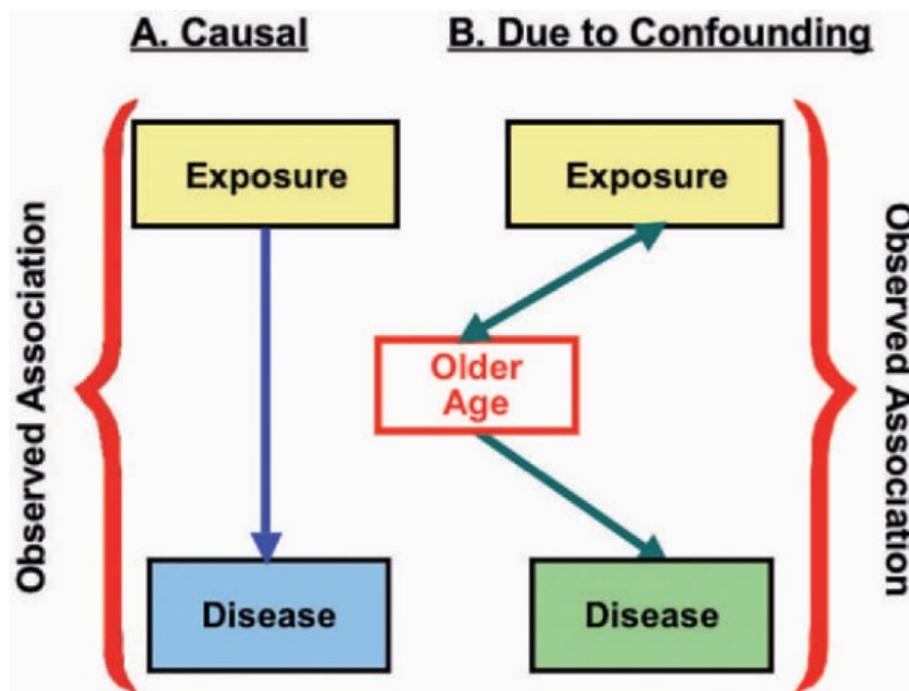 A. Causal
B. Due to Confounding
Observed Association
Exposure
Disease
Exposure
Older
Age
Disease
Observed Association